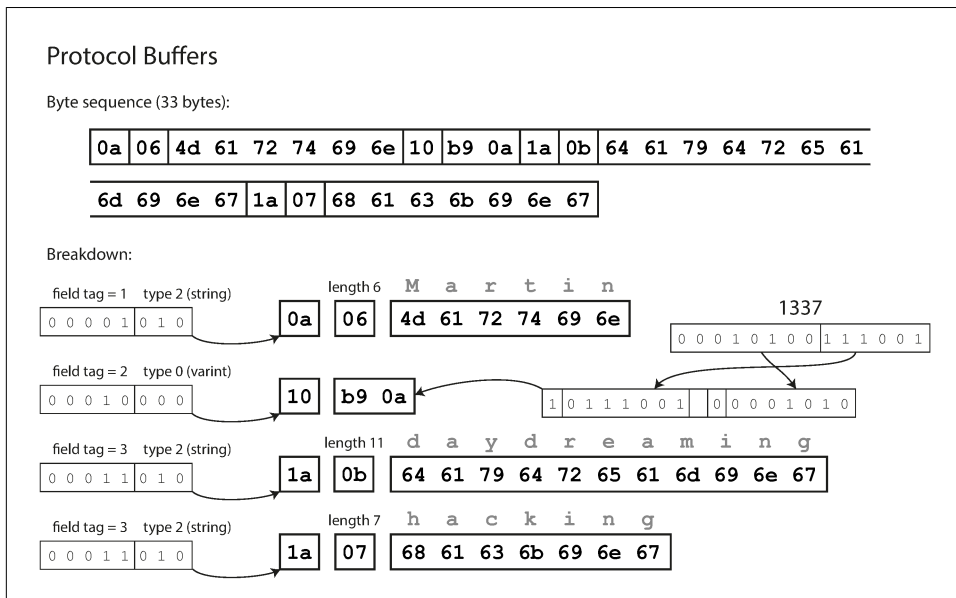 Protocol Buffers
Byte sequence (33 bytes):
0a 06 4d 61 72 74 69 6e 10 b9 0a 1a 0b 64 61 79 64 72 65 61
6d 69 6e 67 1a 07 68 61 63 6b 69 6e 67
Breakdown:
field tag = 1 type 2 (string) length 6 M a r t i n
0 0 0 0 1 0 1 0 0a 06 4d 61 72 74 69 6e
1337
0 0 0 1 0 1 0 0 1 1 1 0 0 1
field tag = 2 type 0 (varint)
0 0 0 1 0 0 0 0 10 b9 0a 1 0 1 1 1 0 0 1 0 0 0 0 1 0 1 0
field tag = 3 type 2 (string) length 11 d a y d r e a m i n g
0 0 0 1 1 0 1 0 1a 0b 64 61 79 64 72 65 61 6d 69 6e 67
field tag = 3 type 2 (string) length 7 h a c k i n g
0 0 0 1 1 0 1 0 1a 07 68 61 63 6b 69 6e 67